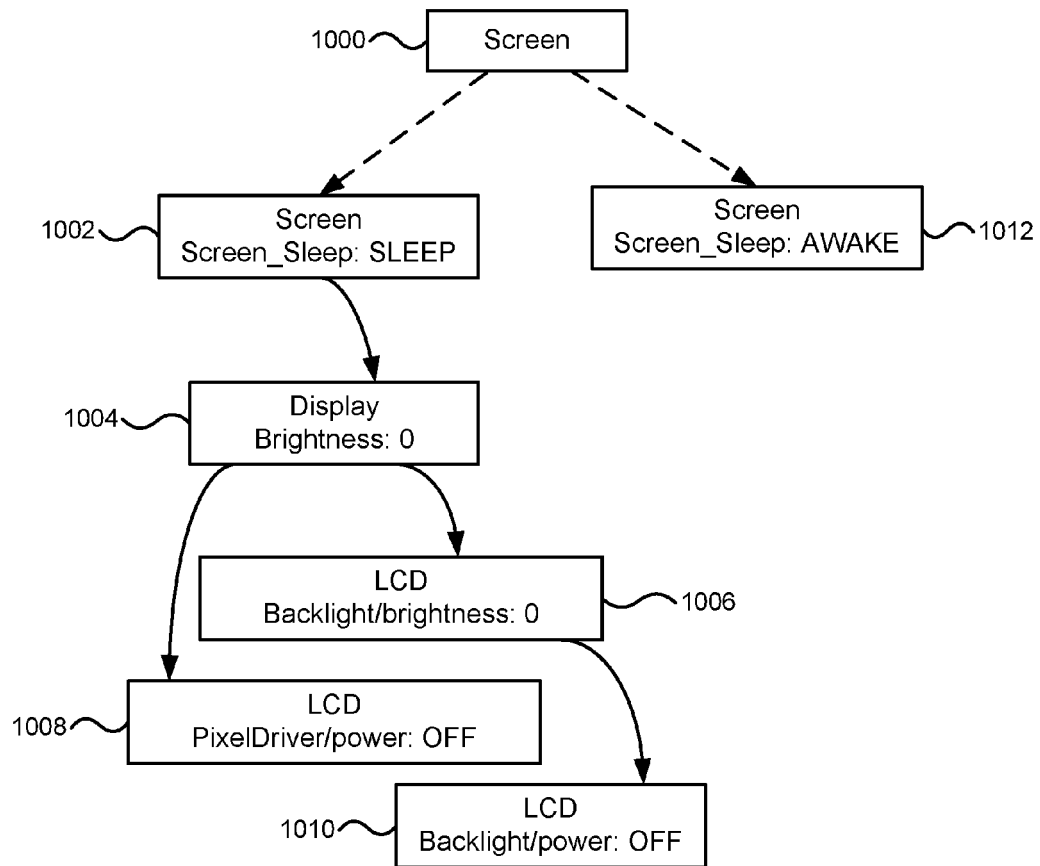 1000
Screen
1002
Screen
Screen_Sleep: SLEEP
Screen
Screen_Sleep: AWAKE
1012
1004
Display
Brightness: 0
LCD
Backlight/brightness: 0
1006
1008
LCD
PixelDriver/power: OFF
1010
LCD
Backlight/power: OFF